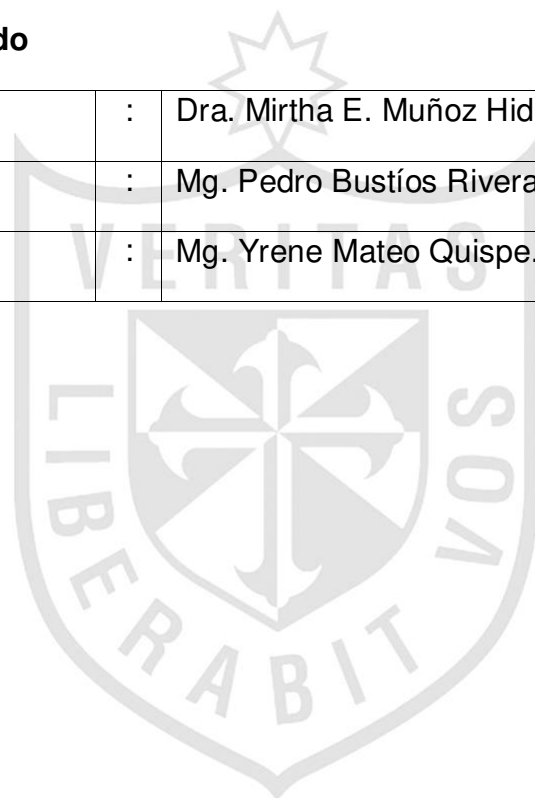 do
: Dra. Mirtha E. Muñoz Hid
: Mg. Pedro Bustíos Rivera
: Mg. Yrene Mateo Quispe.
VERITAS
LIBERABIT VOS